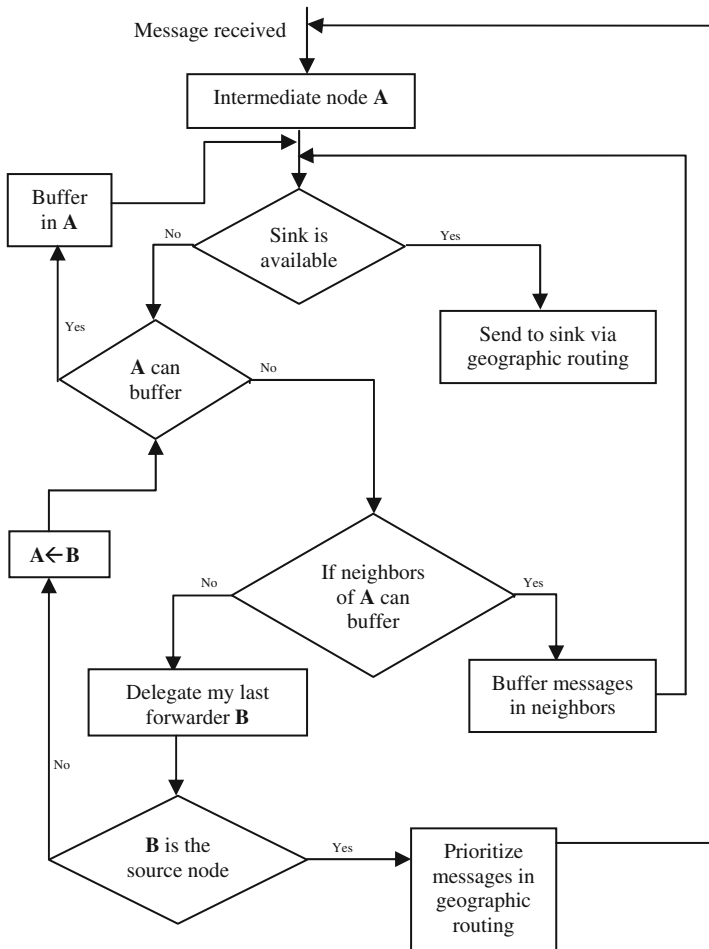 Message received
Intermediate node A
Buffer
in A
Sink is
available
No
Yes
Send to sink via
geographic routing
Yes
A can
buffer
No
A←B
If neighbors
of A can
buffer
No
Yes
Delegate my last
forwarder B
Buffer messages
in neighbors
No
B is the
source node
Yes
Prioritize
messages in
geographic
routing